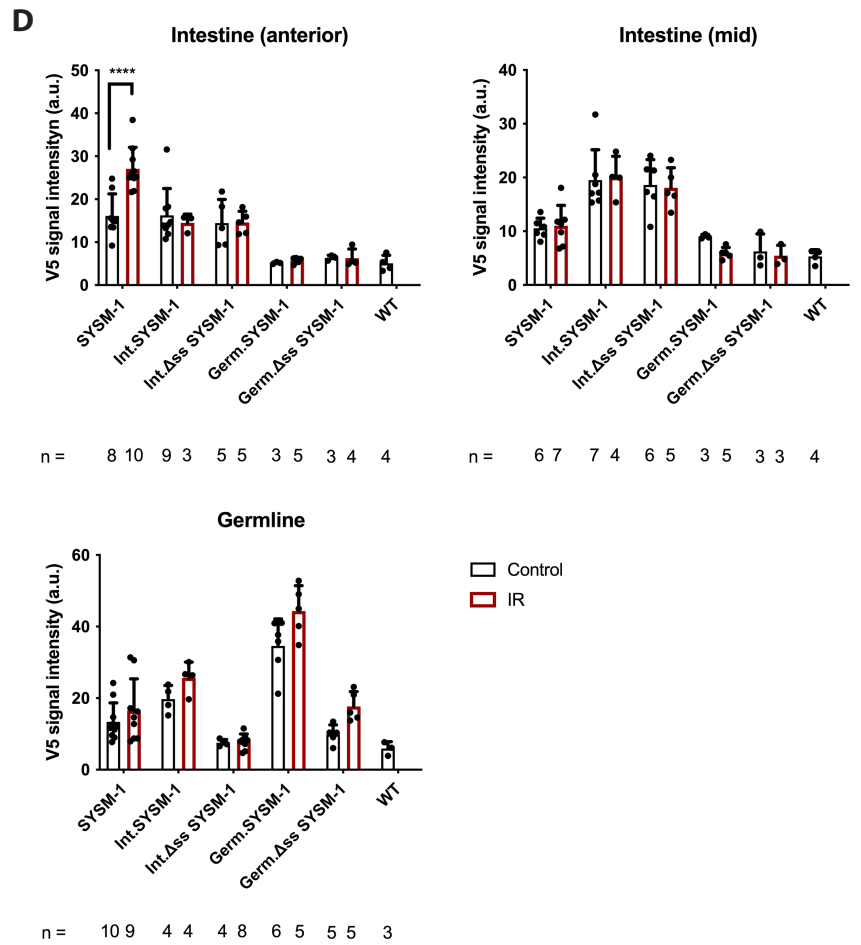 D
Intestine (anterior)
V5 signal intensityn (a.u.)
50
40
30
20
10
0
****
SYSM-1
Int.SYSM-1
Int.Δss SYSM-1
Germ.SYSM-1
Germ.Δss SYSM-1
WT
n = 8 10 9 3 5 5 3 5 3 4 4
Intestine (mid)
V5 signal intensity (a.u.)
40
30
20
10
0
SYSM-1
Int.SYSM-1
Int.Δss SYSM-1
Germ.SYSM-1
Germ.Δss SYSM-1
WT
n = 6 7 7 4 6 5 3 5 3 3 4
Germline
V5 signal intensity (a.u.)
60
40
20
0
SYSM-1
Int.SYSM-1
Int.Δss SYSM-1
Germ.SYSM-1
Germ.Δss SYSM-1
WT
n = 10 9 4 4 4 8 6 5 5 5 3
Control
IR